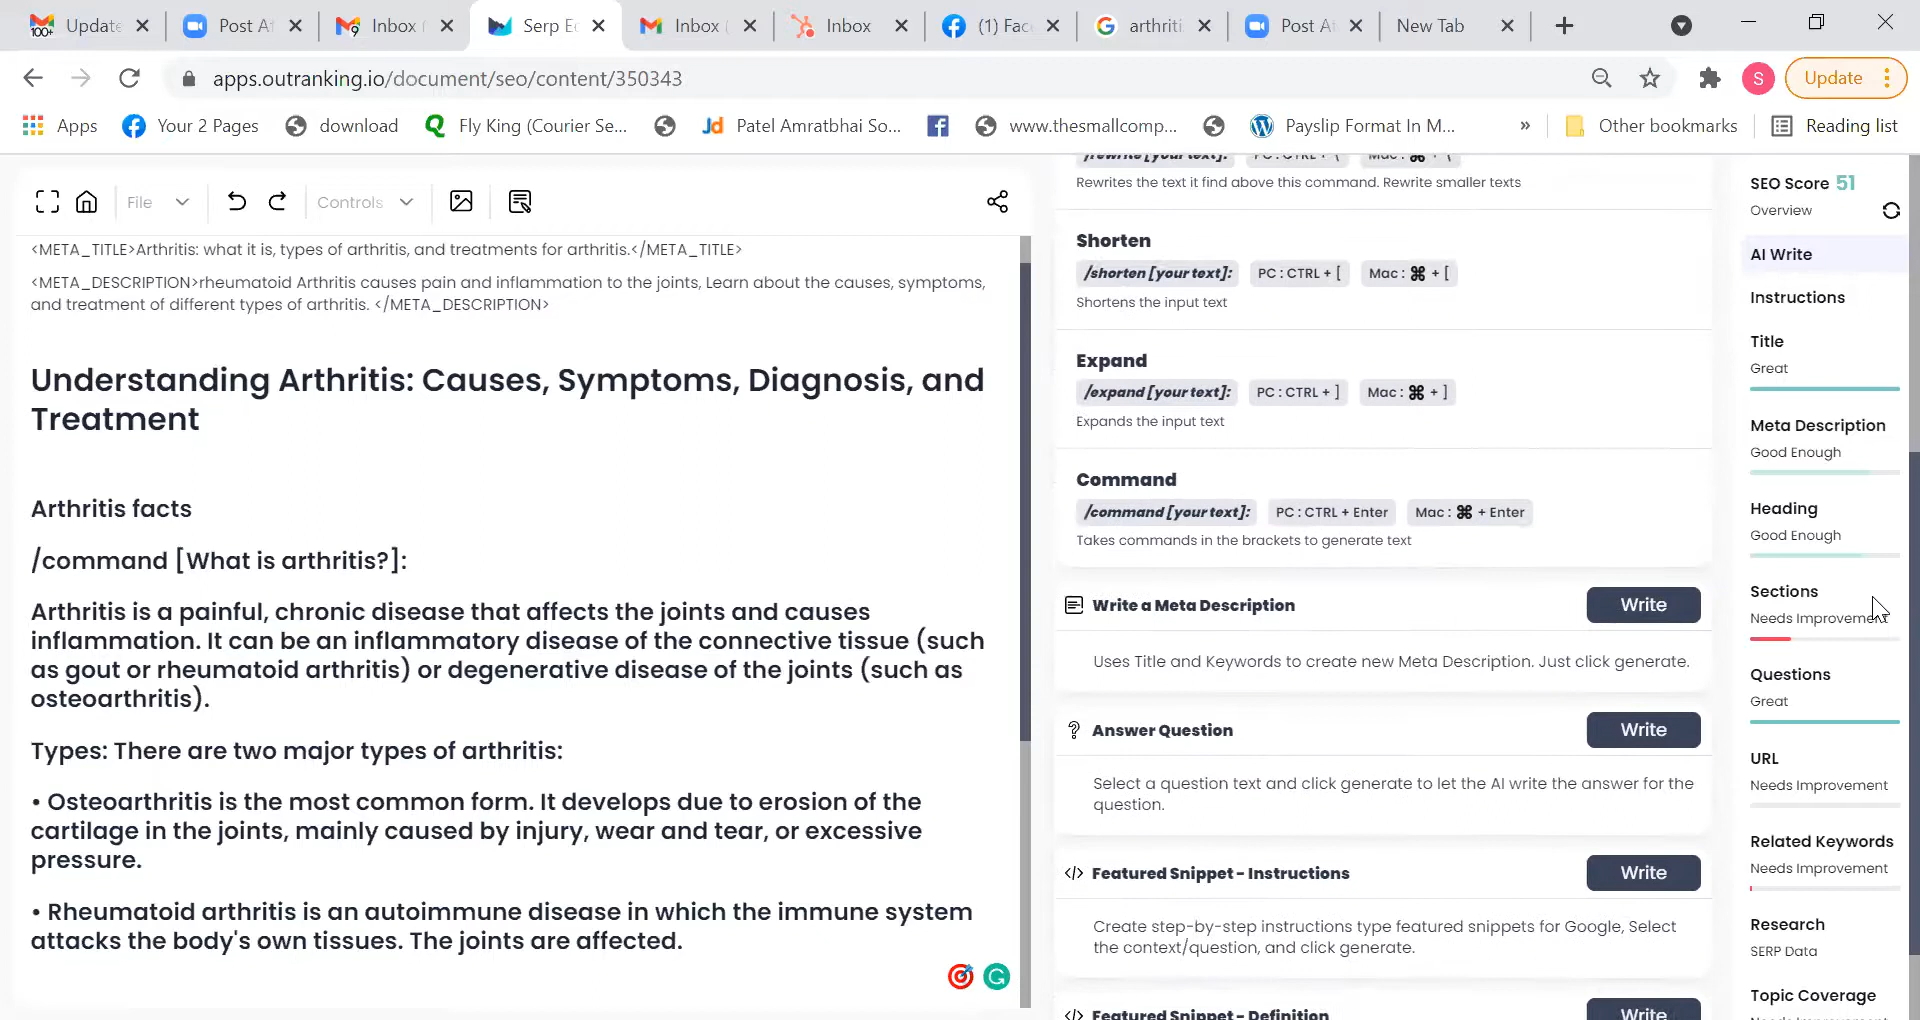 100+
Update
Post At
Inbox (
Serp Ec
Inbox (
Inbox
(1) Fac
arthriti
Post At
New Tab
apps.outranking.io/document/seo/content/350343
S
Update
Apps
Your 2 Pages
download
Fly King (Courier Se...
Jd
Patel Amratbhai So...
www.thesmallcomp...
Payslip Format In M...
»
Other bookmarks
Reading list
File
Controls
<META_TITLE>Arthritis: what it is, types of arthritis, and treatments for arthritis.</META_TITLE>
<META_DESCRIPTION>rheumatoid Arthritis causes pain and inflammation to the joints, Learn about the causes, symptoms,
and treatment of different types of arthritis. </META_DESCRIPTION>
Understanding Arthritis: Causes, Symptoms, Diagnosis, and
Treatment
Arthritis facts
/command [What is arthritis?]:
Arthritis is a painful, chronic disease that affects the joints and causes
inflammation. It can be an inflammatory disease of the connective tissue (such
as gout or rheumatoid arthritis) or degenerative disease of the joints (such as
osteoarthritis).
Types: There are two major types of arthritis:
• Osteoarthritis is the most common form. It develops due to erosion of the
cartilage in the joints, mainly caused by injury, wear and tear, or excessive
pressure.
• Rheumatoid arthritis is an autoimmune disease in which the immune system
attacks the body's own tissues. The joints are affected.
/rewrite [your text]: PC : CTRL + \ Mac : ⌘ + \
Rewrites the text it find above this command. Rewrite smaller texts
Shorten
/shorten [your text]: PC : CTRL + [ Mac : ⌘ + [
Shortens the input text
Expand
/expand [your text]: PC : CTRL + ] Mac : ⌘ + ]
Expands the input text
Command
/command [your text]: PC : CTRL + Enter Mac : ⌘ + Enter
Takes commands in the brackets to generate text
Write a Meta Description
Write
Uses Title and Keywords to create new Meta Description. Just click generate.
Answer Question
Write
Select a question text and click generate to let the AI write the answer for the
question.
Featured Snippet - Instructions
Write
Create step-by-step instructions type featured snippets for Google, Select
the context/question, and click generate.
Featured Snippet - Definition
Write
SEO Score 51
Overview
AI Write
Instructions
Title
Great
Meta Description
Good Enough
Heading
Good Enough
Sections
Needs Improvement
Questions
Great
URL
Needs Improvement
Related Keywords
Needs Improvement
Research
SERP Data
Topic Coverage